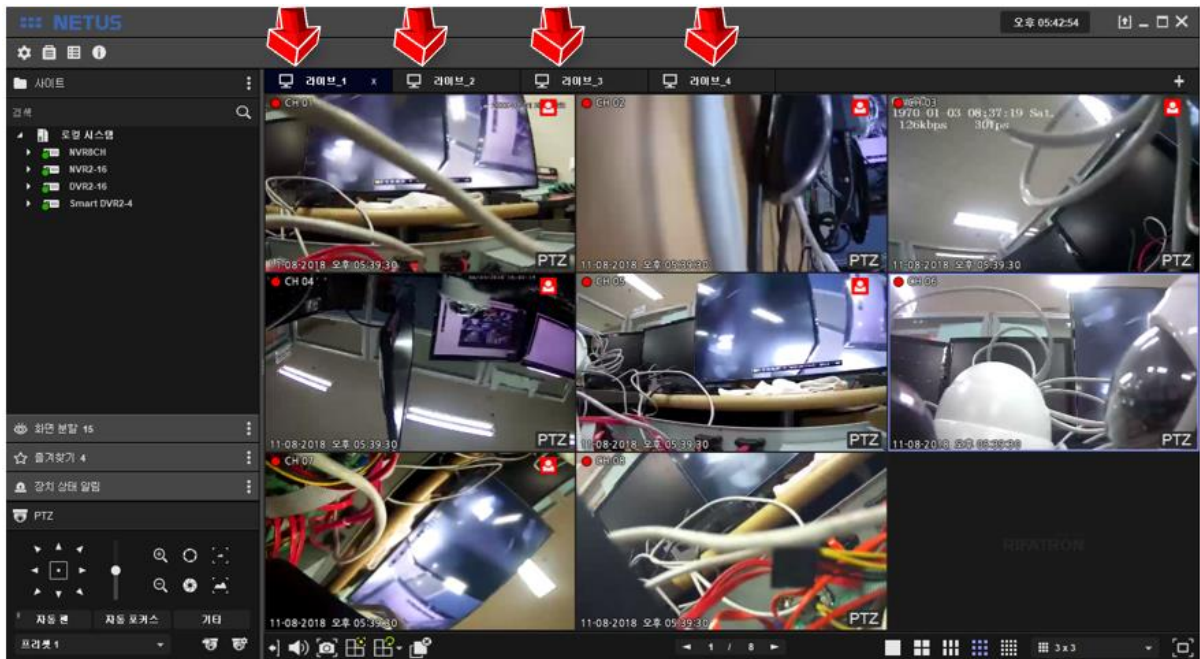 NETUS
오후 05:42:54
사이트
라이브_1 x
라이브_2
라이브_3
라이브_4
+
검색
로컬 시스템
NVR8CH
NVR2-16
DVR2-16
Smart DVR2-4
CH 01
CH 02
CH 03
1970-01-03 08:37:19 Sat.
126kbps 30fps
11-08-2018 오후 05:39:30
PTZ
11-08-2018 오후 05:39:30
PTZ
11-08-2018 오후 05:39:30
PTZ
CH 04
CH 05
CH 06
11-08-2018 오후 05:39:30
PTZ
11-08-2018 오후 05:39:30
PTZ
11-08-2018 오후 05:39:30
PTZ
CH 07
CH 08
11-08-2018 오후 05:39:30
11-08-2018 오후 05:39:30
PTZ
RIFATRON
화면 분할 15
즐겨찾기 4
장치 상태 알림
PTZ
자동 팬
자동 포커스
기타
프리셋 1
1 / 8
3 x 3